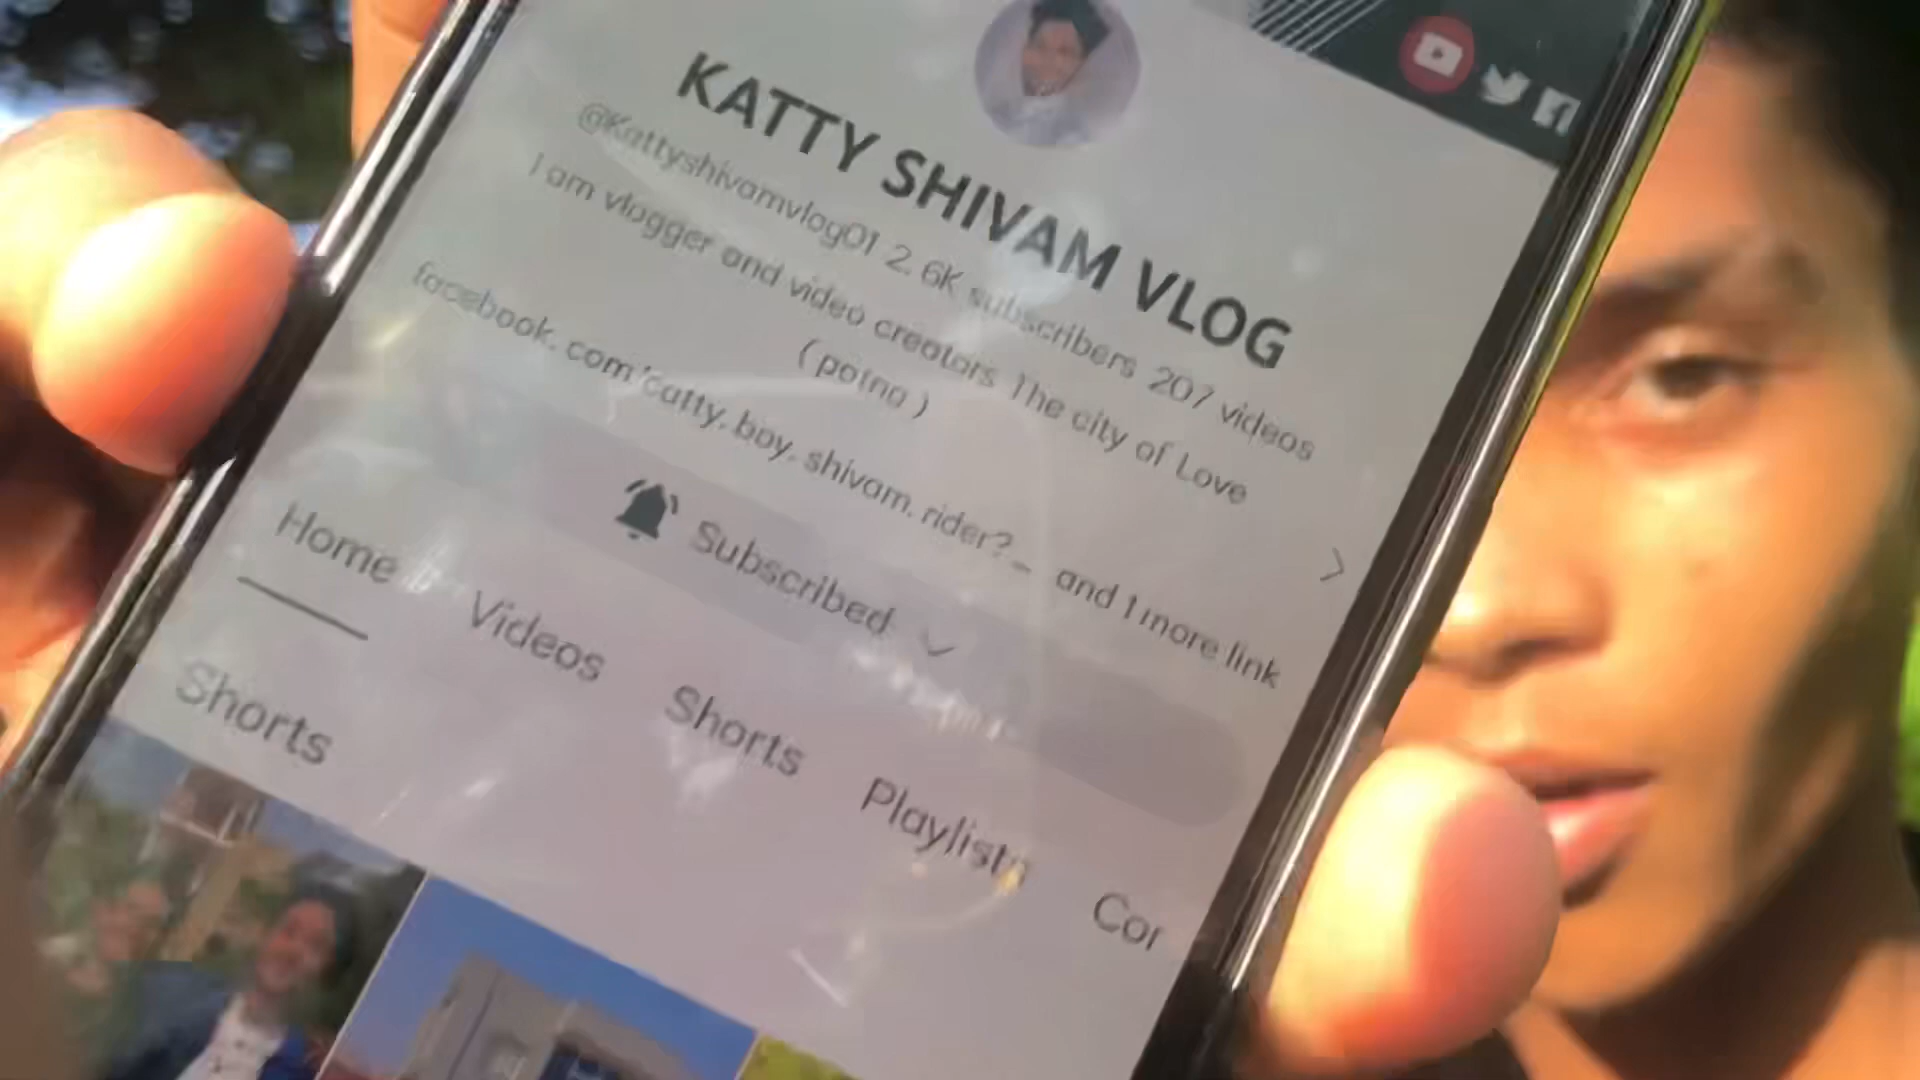 KATTY SHIVAM VLOG
@Kattyshivamvlog01 2.6K subscribers 207 videos
I am vlogger and video creators The city of Love
( patna )
facebook.com/catty.boy.shivam.rider?_ and 1 more link
Subscribed
Home Videos Shorts Playlists Cor
Shorts